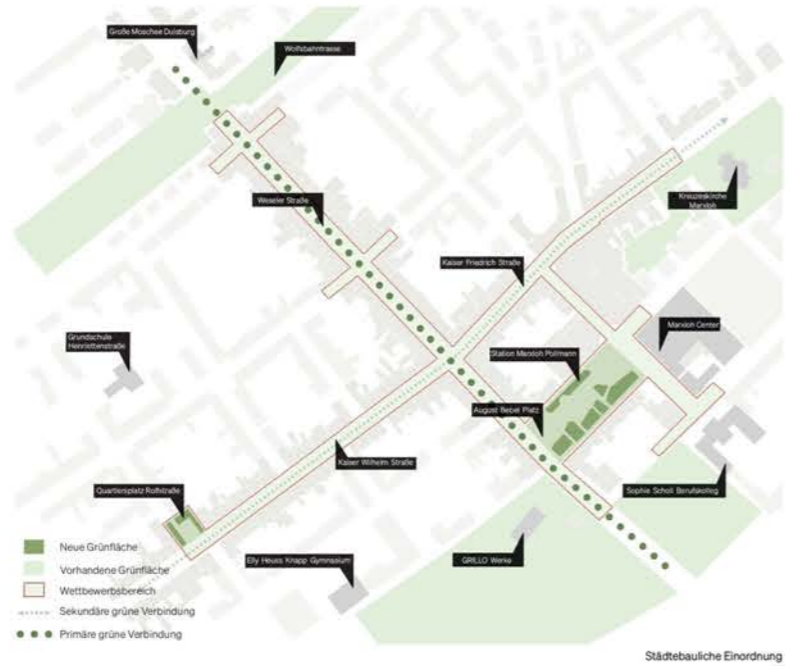 Große Moschee Duisburg
Wolfsbahntrasse
Weseler Straße
Kreuzeskirche
Marxloh
Kaiser Friedrich Straße
Marxloh Center
Grundschule
Henriettenstraße
Station Marxloh Pollmann
August Bebel Platz
Kaiser Wilhelm Straße
Quartiersplatz Rolfstraße
Sophie Scholl Berufskolleg
Elly Heuss Knapp Gymnasium
GRILLO Werke
Neue Grünfläche
Vorhandene Grünfläche
Wettbewerbsbereich
Sekundäre grüne Verbindung
Primäre grüne Verbindung
Städtebauliche Einordnung